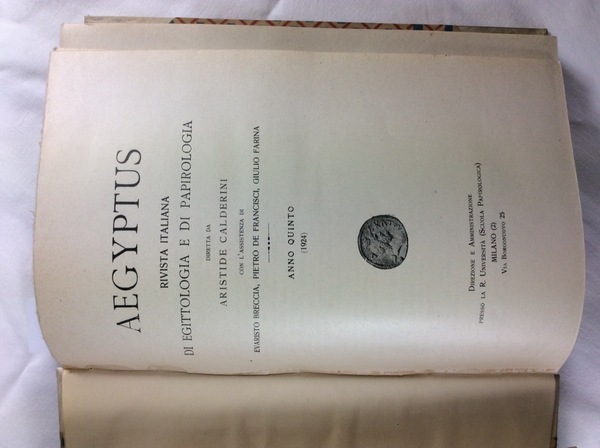 AEGYPTUS
RIVISTA ITALIANA
DI EGITTOLOGIA E DI PAPIROLOGIA
DIRETTA DA
ARISTIDE CALDERINI
CON L'ASSISTENZA DI
EVARISTO BRECCIA, PIETRO DE FRANCISCI, GIULIO FARINA
ANNO QUINTO
(1924)
DIREZIONE E AMMINISTRAZIONE
PRESSO LA R. UNIVERSITÀ (SCUOLA PAPIROLOGICA)
MILANO (2)
VIA BORGONUOVO 25